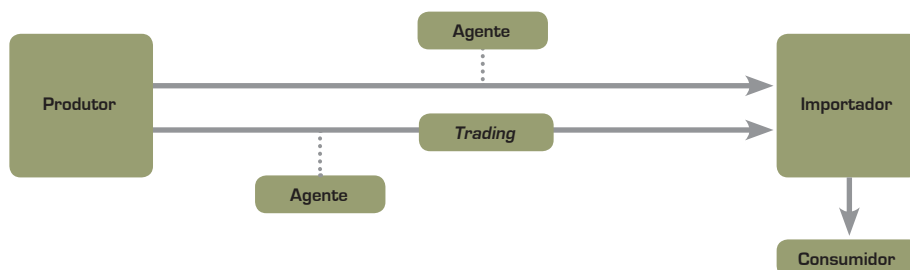 Agente
Produtor
Importador
Trading
Agente
Consumidor